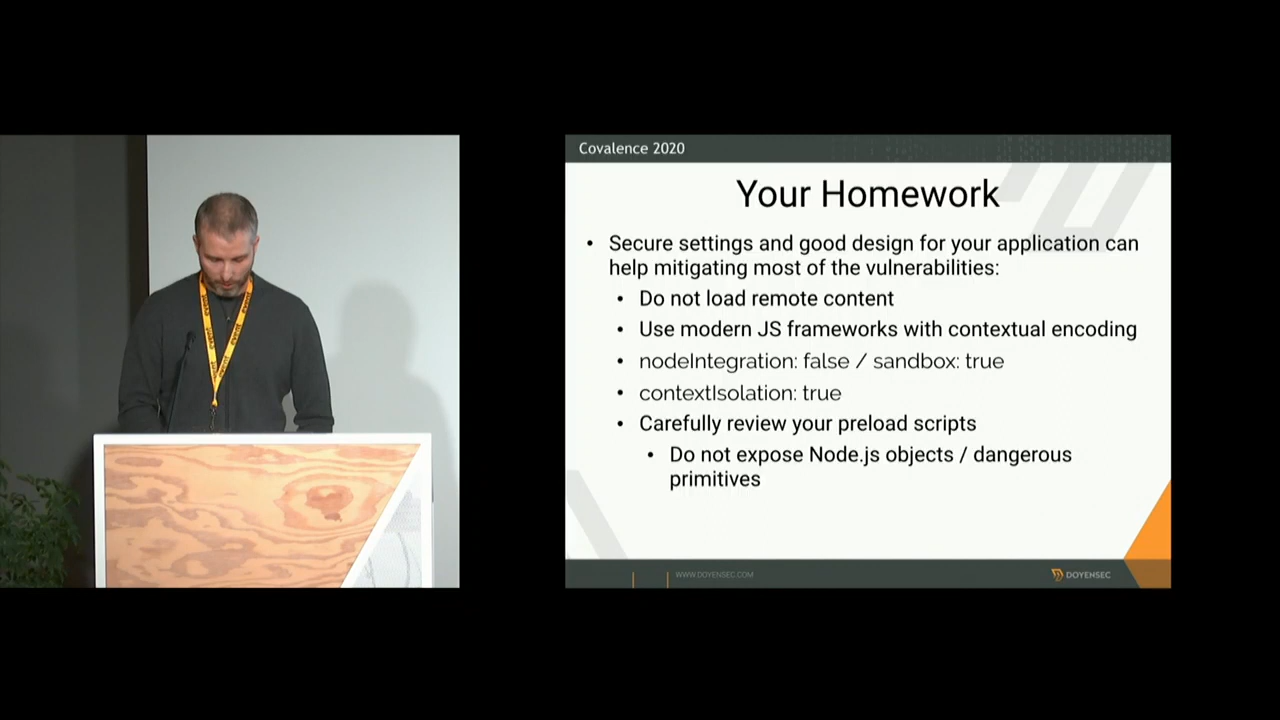 Covalence 2020
Your Homework
• Secure settings and good design for your application can
help mitigating most of the vulnerabilities:
• Do not load remote content
• Use modern JS frameworks with contextual encoding
• nodeIntegration: false / sandbox: true
• contextIsolation: true
• Carefully review your preload scripts
• Do not expose Node.js objects / dangerous
primitives
WWW.DOYENSEC.COM
DOYENSEC